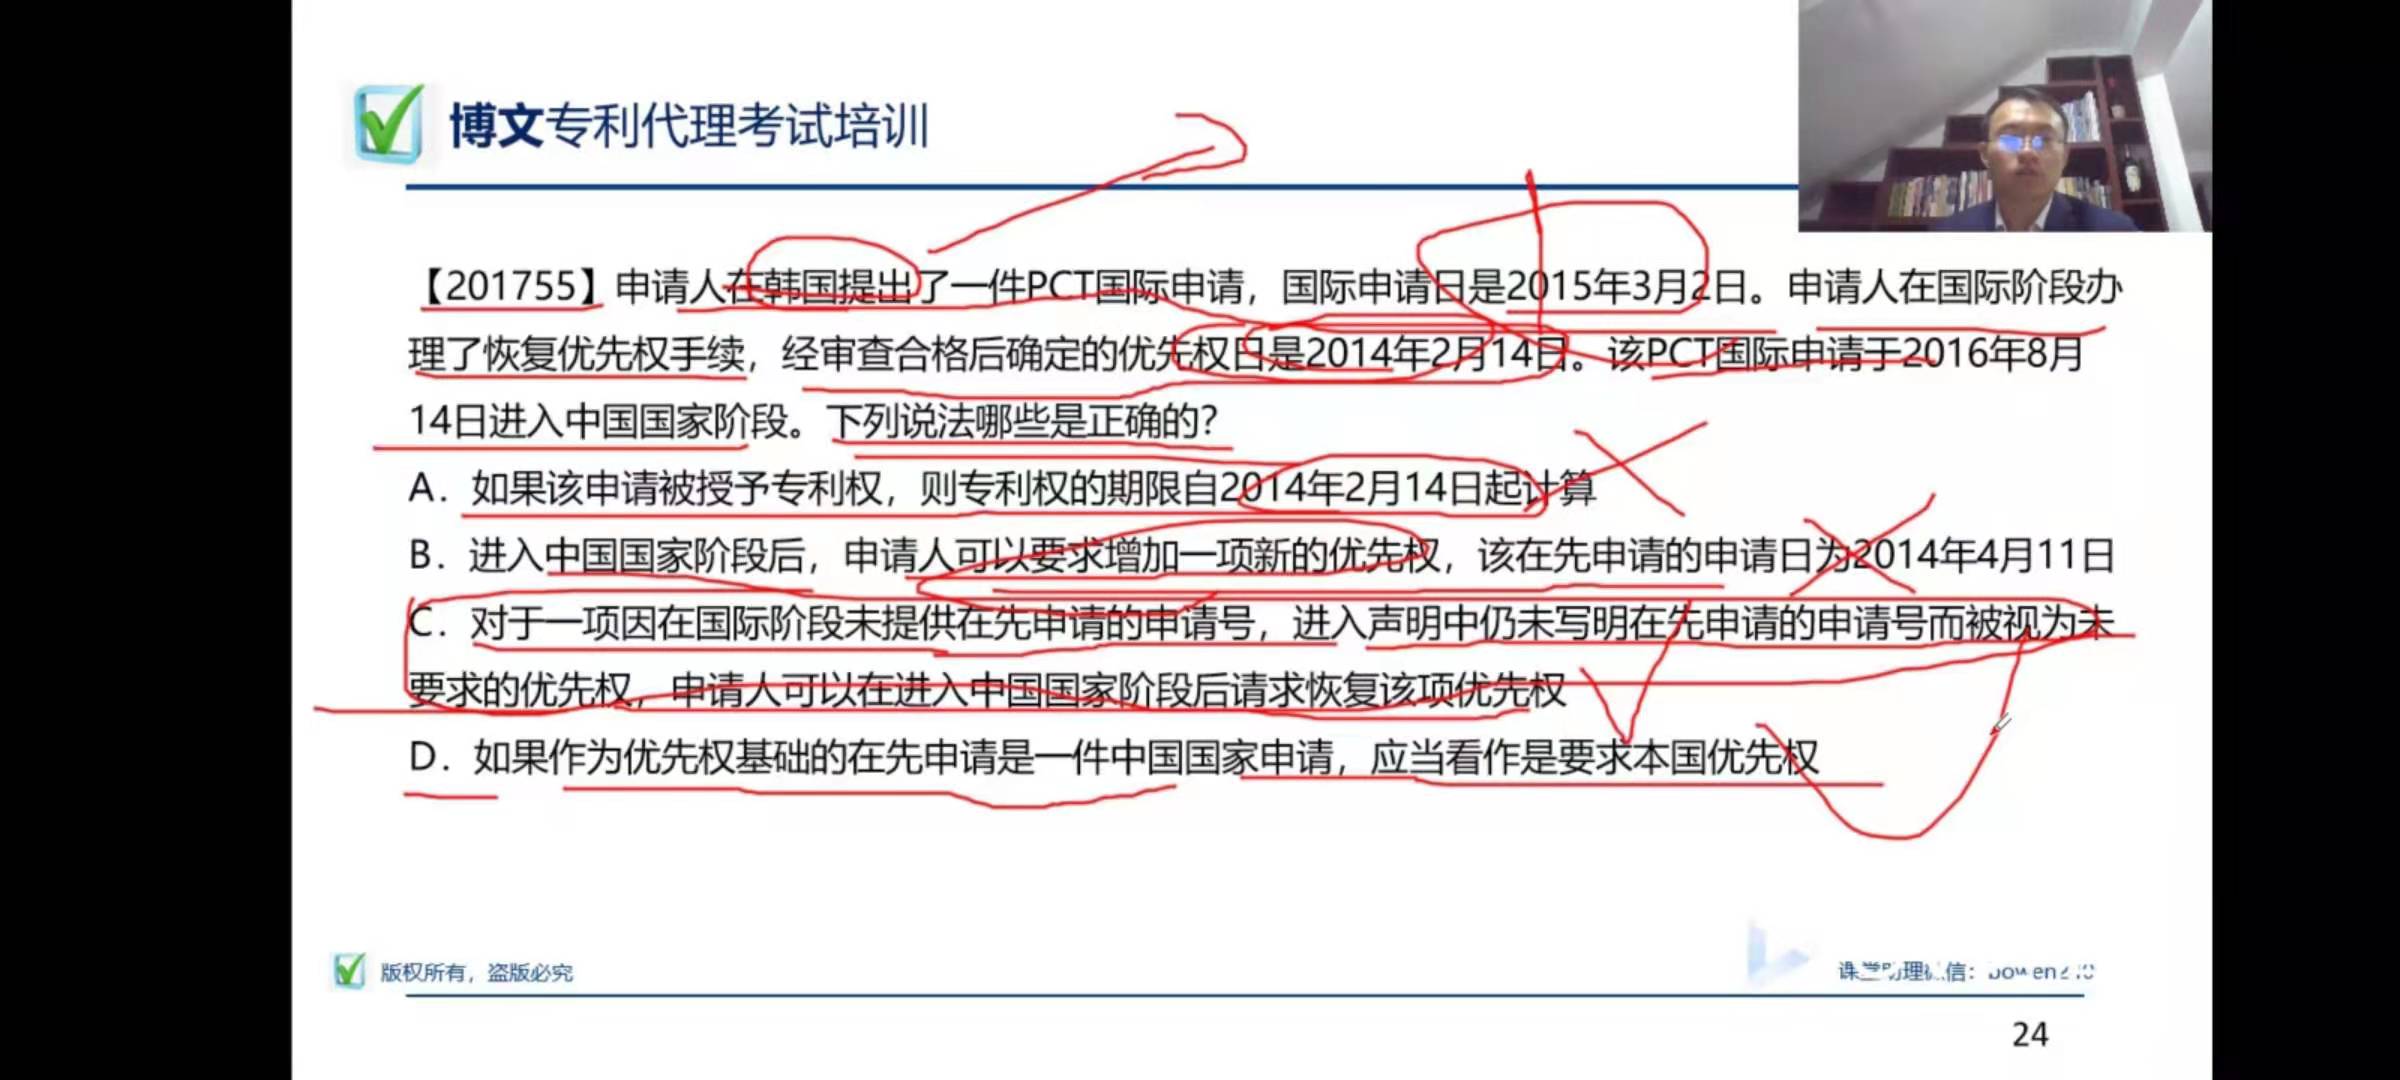 博文专利代理考试培训
【201755】申请人在韩国提出了一件PCT国际申请，国际申请日是2015年3月2日。申请人在国际阶段办
理了恢复优先权手续，经审查合格后确定的优先权日是2014年2月14日。该PCT国际申请于2016年8月
14日进入中国国家阶段。下列说法哪些是正确的？
A．如果该申请被授予专利权，则专利权的期限自2014年2月14日起计算
B．进入中国国家阶段后，申请人可以要求增加一项新的优先权，该在先申请的申请日为2014年4月11日
C．对于一项因在国际阶段未提供在先申请的申请号，进入声明中仍未写明在先申请的申请号而被视为未
要求的优先权，申请人可以在进入中国国家阶段后请求恢复该项优先权
D．如果作为优先权基础的在先申请是一件中国国家申请，应当看作是要求本国优先权
版权所有，盗版必究
24